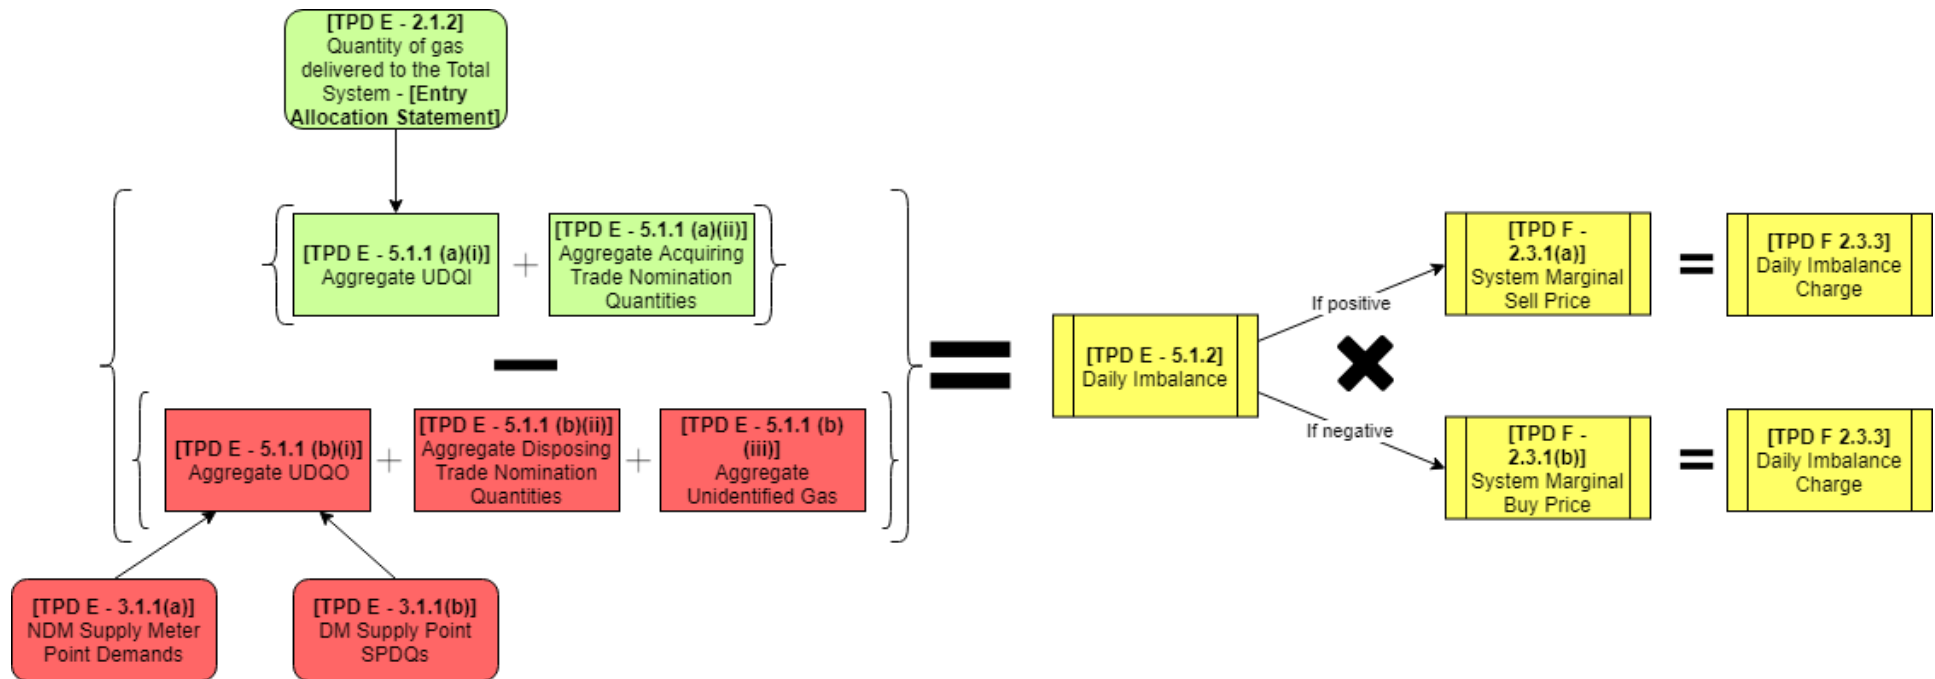 [TPD E - 2.1.2]
Quantity of gas
delivered to the Total
System - [Entry
Allocation Statement]
[TPD E - 5.1.1 (a)(i)]
Aggregate UDQI
+
[TPD E - 5.1.1 (a)(ii)]
Aggregate Acquiring
Trade Nomination
Quantities
[TPD E - 5.1.1 (b)(i)]
Aggregate UDQO
+
[TPD E - 5.1.1 (b)(ii)]
Aggregate Disposing
Trade Nomination
Quantities
+
[TPD E - 5.1.1 (b)
(iii)]
Aggregate
Unidentified Gas
[TPD E - 3.1.1(a)]
NDM Supply Meter
Point Demands
[TPD E - 3.1.1(b)]
DM Supply Point
SPDQs
=
[TPD E - 5.1.2]
Daily Imbalance
If positive
If negative
[TPD F -
2.3.1(a)]
System Marginal
Sell Price
=
[TPD F 2.3.3]
Daily Imbalance
Charge
[TPD F -
2.3.1(b)]
System Marginal
Buy Price
=
[TPD F 2.3.3]
Daily Imbalance
Charge